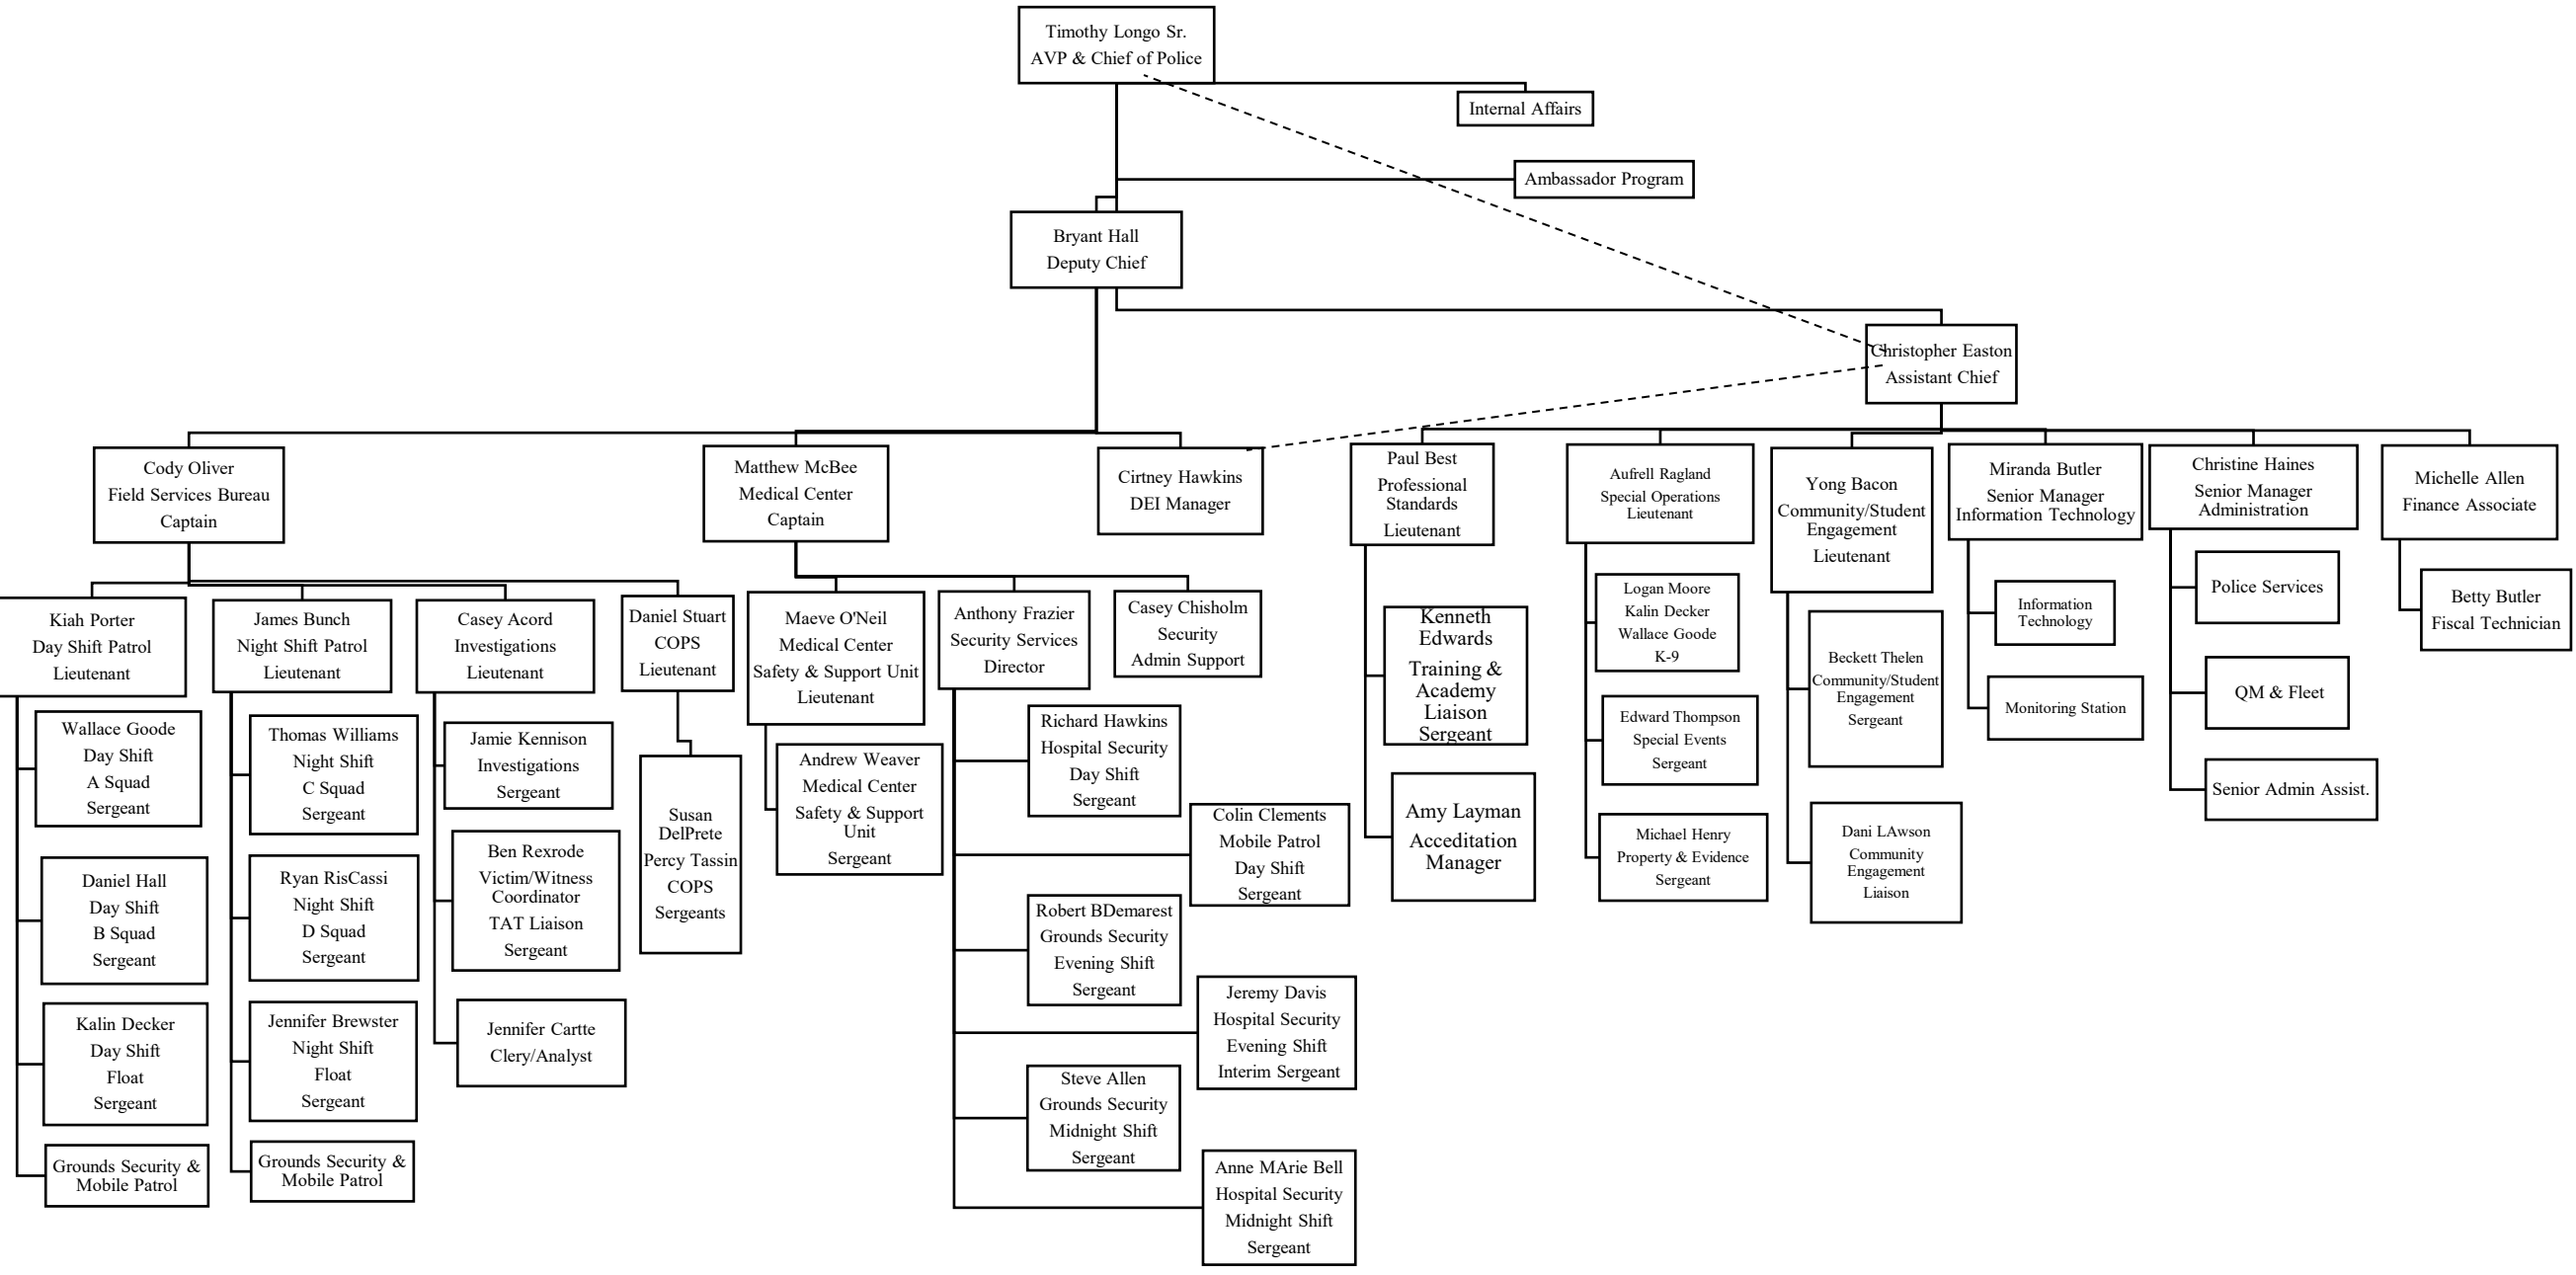 Timothy Longo Sr.
AVP & Chief of Police
Internal Affairs
Ambassador Program
Bryant Hall
Deputy Chief
Christopher Easton
Assistant Chief
Cody Oliver
Field Services Bureau
Captain
Matthew McBee
Medical Center
Captain
Cirtney Hawkins
DEI Manager
Paul Best
Professional
Standards
Lieutenant
Aufrell Ragland
Special Operations
Lieutenant
Yong Bacon
Community/Student
Engagement
Lieutenant
Miranda Butler
Senior Manager
Information Technology
Christine Haines
Senior Manager
Administration
Michelle Allen
Finance Associate
Kiah Porter
Day Shift Patrol
Lieutenant
James Bunch
Night Shift Patrol
Lieutenant
Casey Acord
Investigations
Lieutenant
Daniel Stuart
COPS
Lieutenant
Maeve O'Neil
Medical Center
Safety & Support Unit
Lieutenant
Anthony Frazier
Security Services
Director
Casey Chisholm
Security
Admin Support
Wallace Goode
Day Shift
A Squad
Sergeant
Daniel Hall
Day Shift
B Squad
Sergeant
Kalin Decker
Day Shift
Float
Sergeant
Grounds Security &
Mobile Patrol
Thomas Williams
Night Shift
C Squad
Sergeant
Ryan RisCassi
Night Shift
D Squad
Sergeant
Jennifer Brewster
Night Shift
Float
Sergeant
Grounds Security &
Mobile Patrol
Jamie Kennison
Investigations
Sergeant
Ben Rexrode
Victim/Witness
Coordinator
TAT Liaison
Sergeant
Jennifer Cartte
Clery/Analyst
Susan
DelPrete
Percy Tassin
COPS
Sergeants
Andrew Weaver
Medical Center
Safety & Support
Unit
Sergeant
Richard Hawkins
Hospital Security
Day Shift
Sergeant
Colin Clements
Mobile Patrol
Day Shift
Sergeant
Robert BDemarest
Grounds Security
Evening Shift
Sergeant
Jeremy Davis
Hospital Security
Evening Shift
Interim Sergeant
Steve Allen
Grounds Security
Midnight Shift
Sergeant
Anne MArie Bell
Hospital Security
Midnight Shift
Sergeant
Kenneth
Edwards
Training &
Academy
Liaison
Sergeant
Amy Layman
Acceditation
Manager
Logan Moore
Kalin Decker
Wallace Goode
K-9
Edward Thompson
Special Events
Sergeant
Michael Henry
Property & Evidence
Sergeant
Beckett Thelen
Community/Student
Engagement
Sergeant
Dani LAwson
Community
Engagement
Liaison
Information
Technology
Monitoring Station
Police Services
QM & Fleet
Senior Admin Assist.
Betty Butler
Fiscal Technician